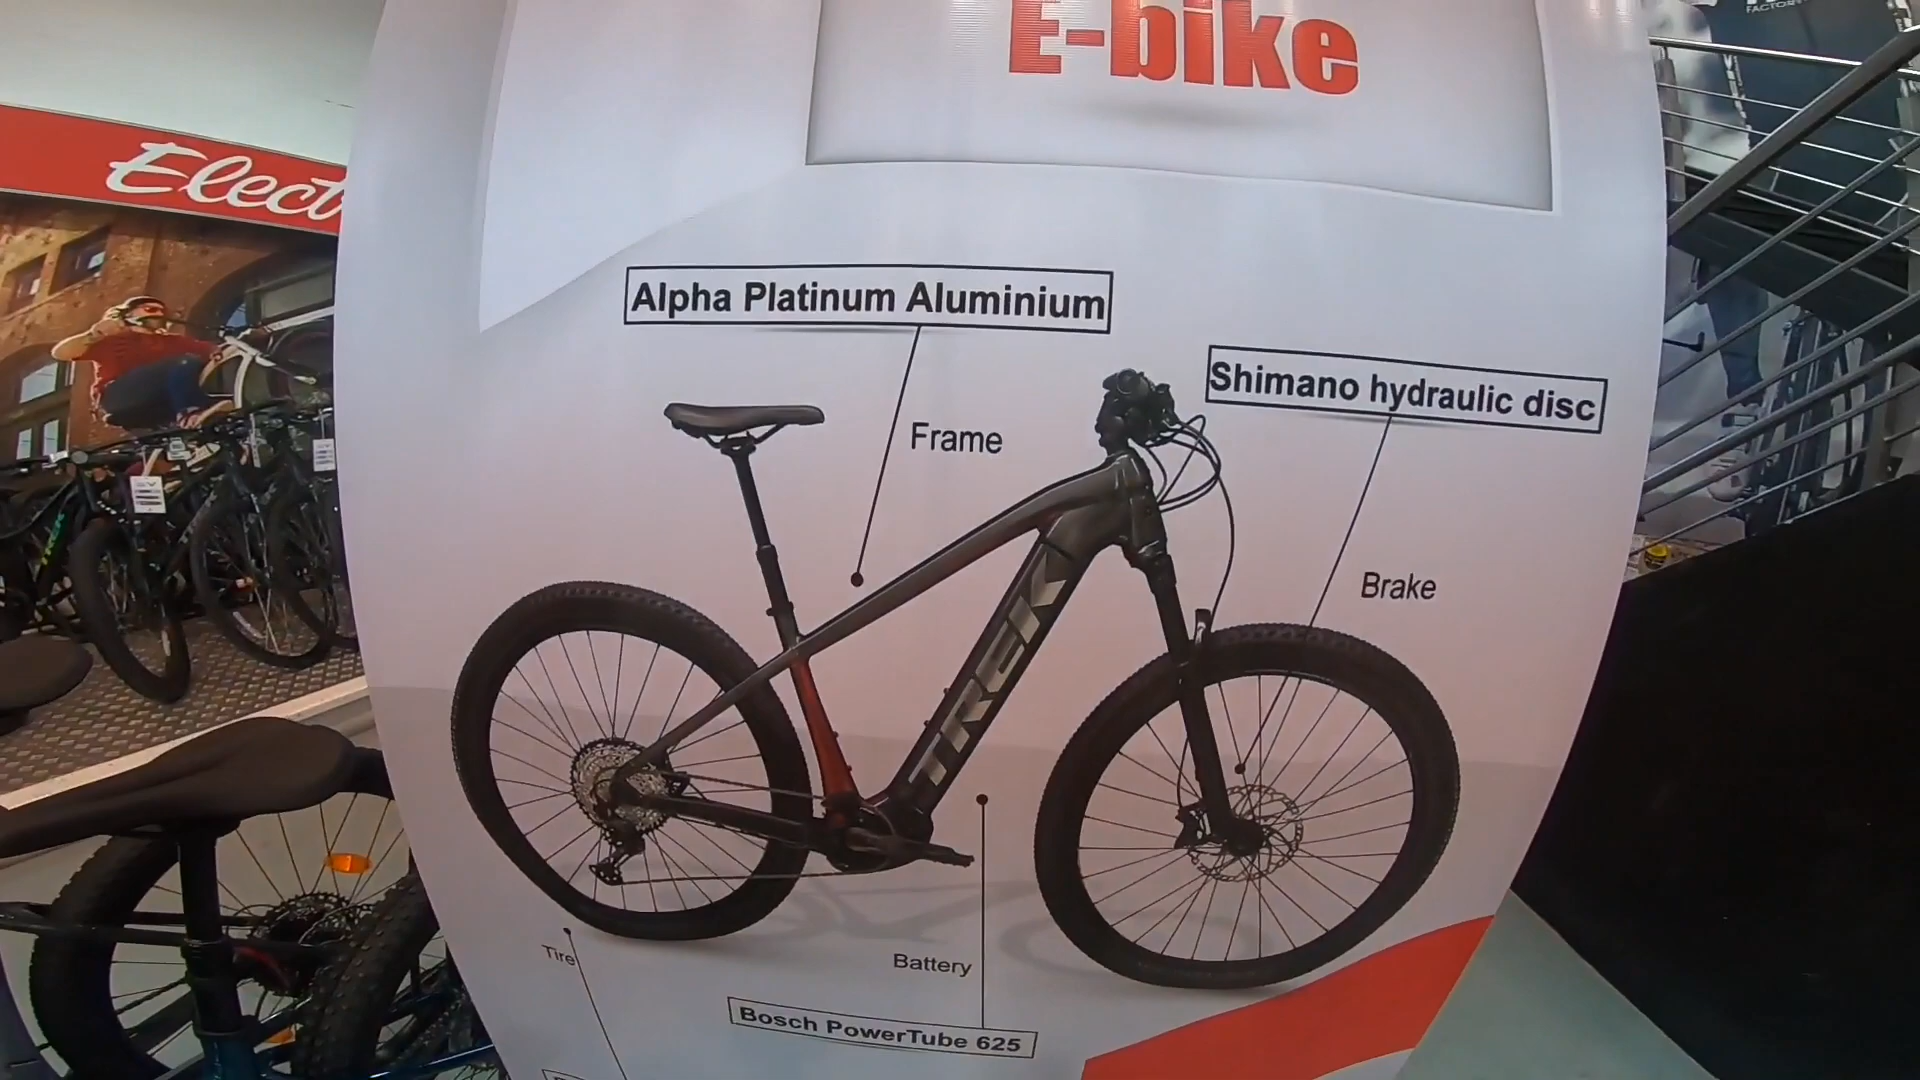 E-bike
Elect
Alpha Platinum Aluminium
Shimano hydraulic disc
Frame
Brake
TREK
Tire
Battery
Bosch PowerTube 625